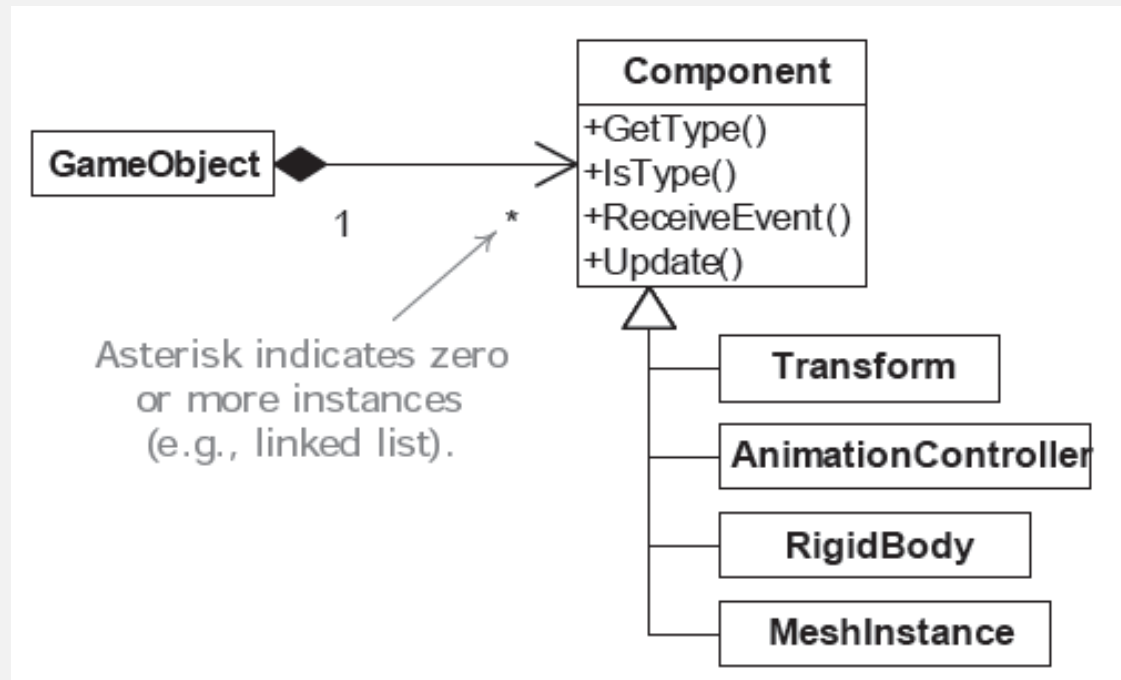 Component
+GetType()
+IsType()
+ReceiveEvent()
+Update()
GameObject
1
*
Asterisk indicates zero
or more instances
(e.g., linked list).
Transform
AnimationController
RigidBody
MeshInstance